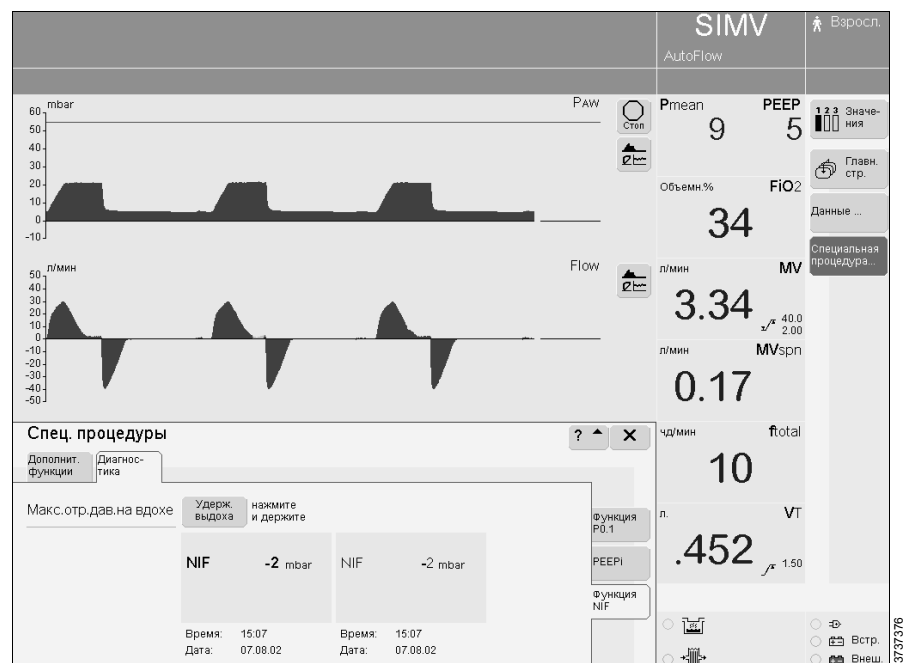 SIMV
AutoFlow
Взросл.
mbar
Paw
60
50
40
30
20
10
0
-10
Стоп
Pmean
PEEP
9
5
1 2 3 Значе-
ния
Главн.
стр.
Объемн.%
FiO2
34
Данные ...
Специальная
процедура...
л/мин
Flow
50
40
30
20
10
0
-10
-20
-30
-40
-50
л/мин
MV
3.34
40.0
2.00
л/мин
MVspn
0.17
чд/мин
ftotal
10
л.
VT
.452
1.50
Спец. процедуры
?
Дополнит.
функции
Диагнос-
тика
Макс.отр.дав.на вдохе
Удерж.
выдоха
нажмите
и держите
NIF -2 mbar
NIF -2 mbar
Время: 15:07
Дата: 07.08.02
Время: 15:07
Дата: 07.08.02
Функция
P0.1
PEEPi
Функция
NIF
Встр.
Внеш.
3737376